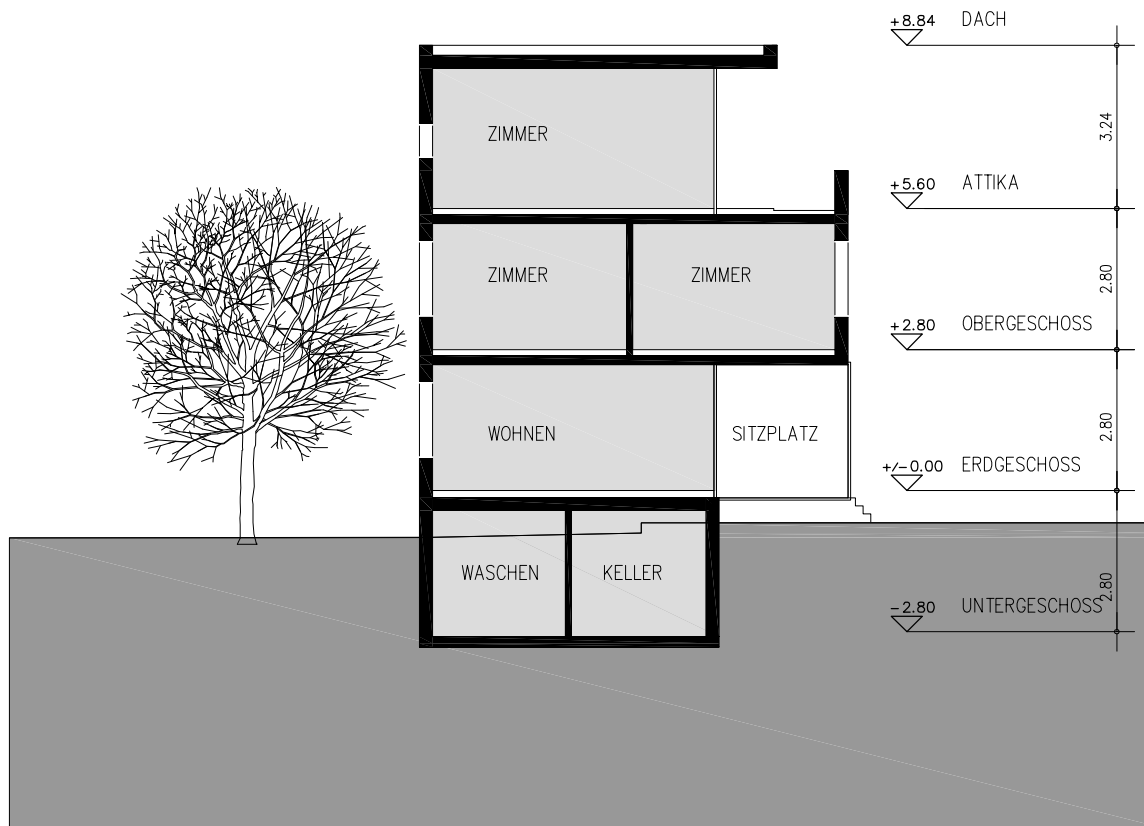 +8.84 DACH
3.24
ZIMMER
+5.60 ATTIKA
ZIMMER ZIMMER
2.80
+2.80 OBERGESCHOSS
2.80
WOHNEN SITZPLATZ
+/-0.00 ERDGESCHOSS
WASCHEN KELLER
2.80
-2.80 UNTERGESCHOSS